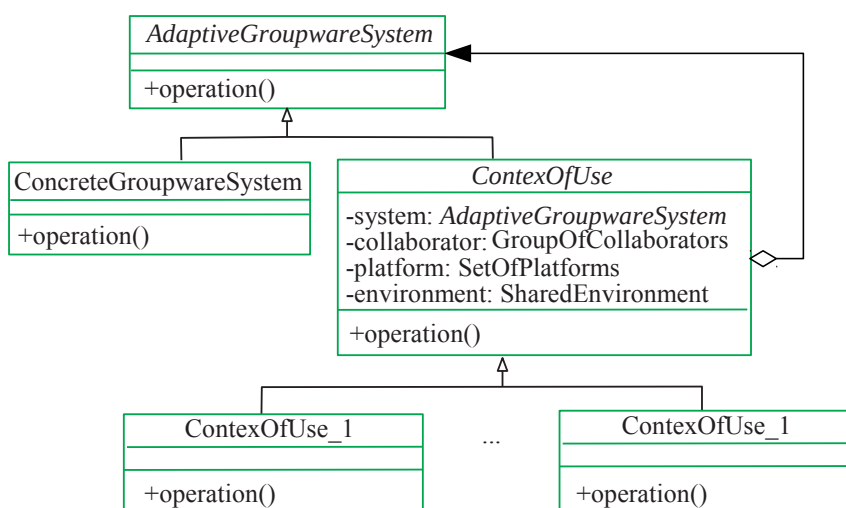 AdaptiveGroupwareSystem
+operation()
ConcreteGroupwareSystem
+operation()
ContexOfUse
-system: AdaptiveGroupwareSystem
-collaborator: GroupOfCollaborators
-platform: SetOfPlatforms
-environment: SharedEnvironment
+operation()
ContexOfUse_1
+operation()
...
ContexOfUse_1
+operation()